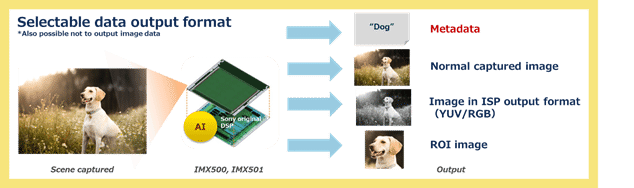 Selectable data output format
*Also possible not to output image data
"Dog"
Metadata
Normal captured image
AI
Sony original
DSP
Image in ISP output format
(YUV/RGB)
ROI image
Scene captured
IMX500, IMX501
Output